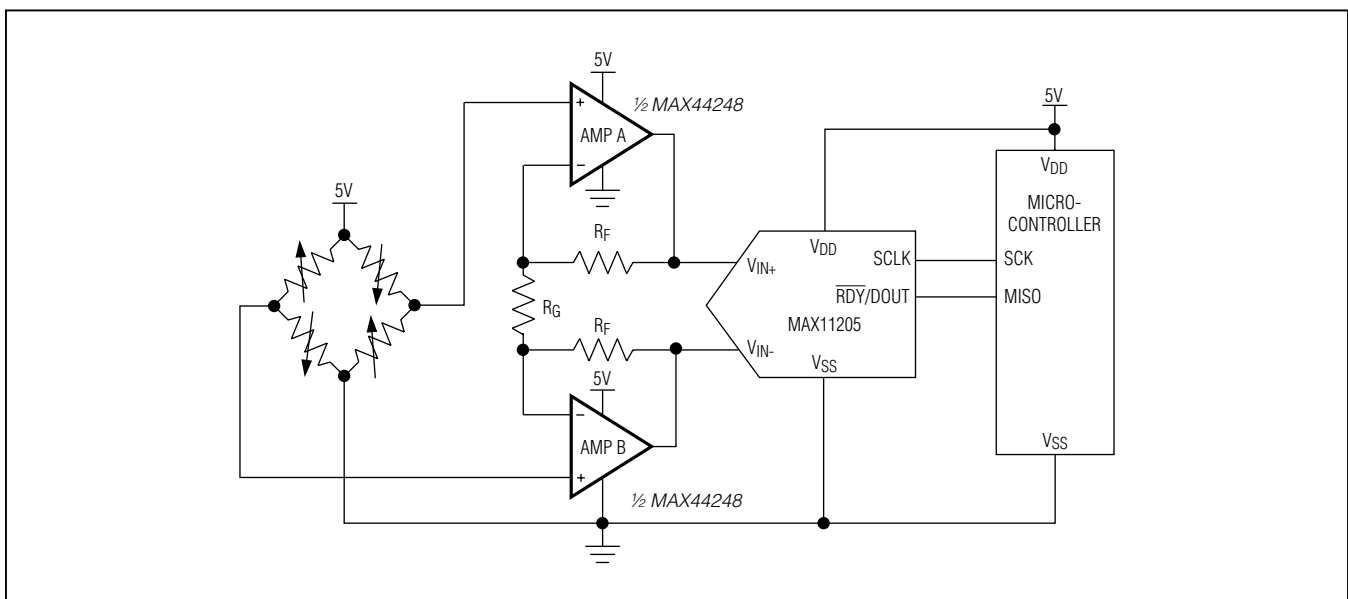 5V
½ MAX44248
+
AMP A
−
5V
RF
RG
RF
5V
−
AMP B
+
½ MAX44248
VIN+
VIN-
VDD
SCLK
RDY/DOUT
MAX11205
VSS
5V
VDD
MICRO-
CONTROLLER
SCK
MISO
VSS